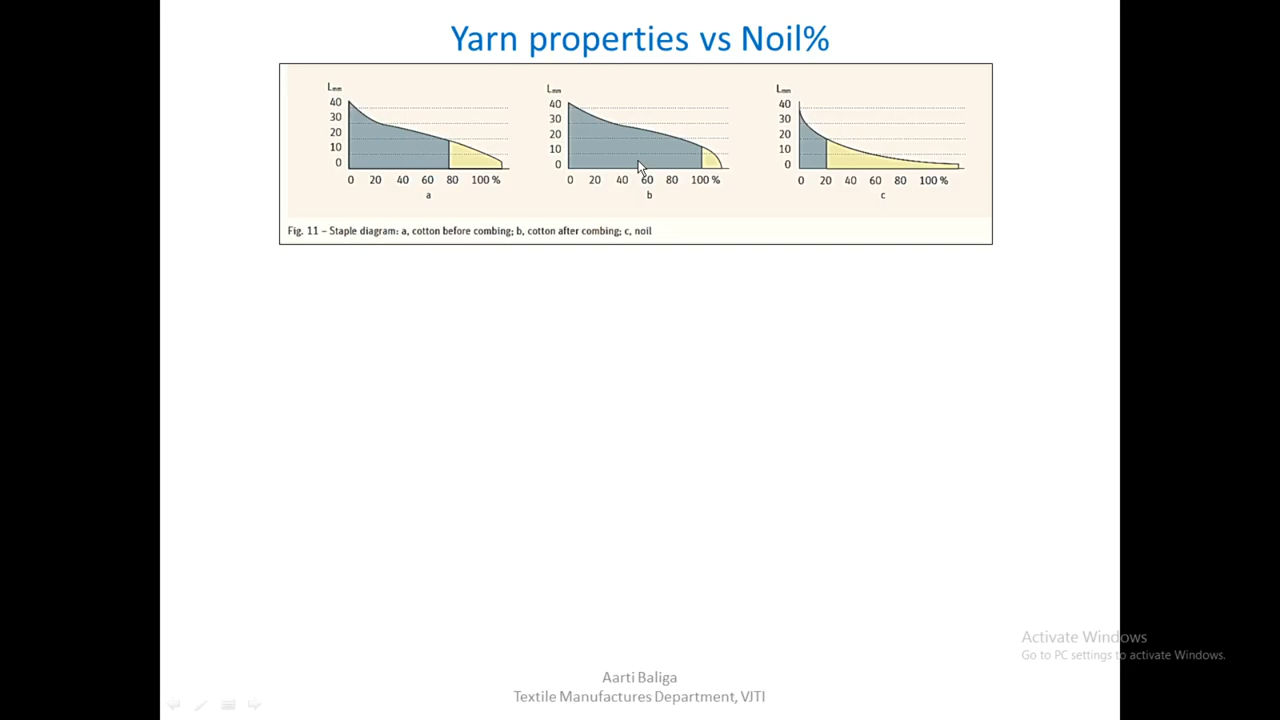 Yarn properties vs Noil%
Lmm
40
30
20
10
0
0 20 40 60 80 100 %
a
Lmm
40
30
20
10
0
0 20 40 60 80 100 %
b
Lmm
40
30
20
10
0
0 20 40 60 80 100 %
c
Fig. 11 – Staple diagram: a, cotton before combing; b, cotton after combing; c, noil
Activate Windows
Go to PC settings to activate Windows.
Aarti Baliga
Textile Manufactures Department, VJTI